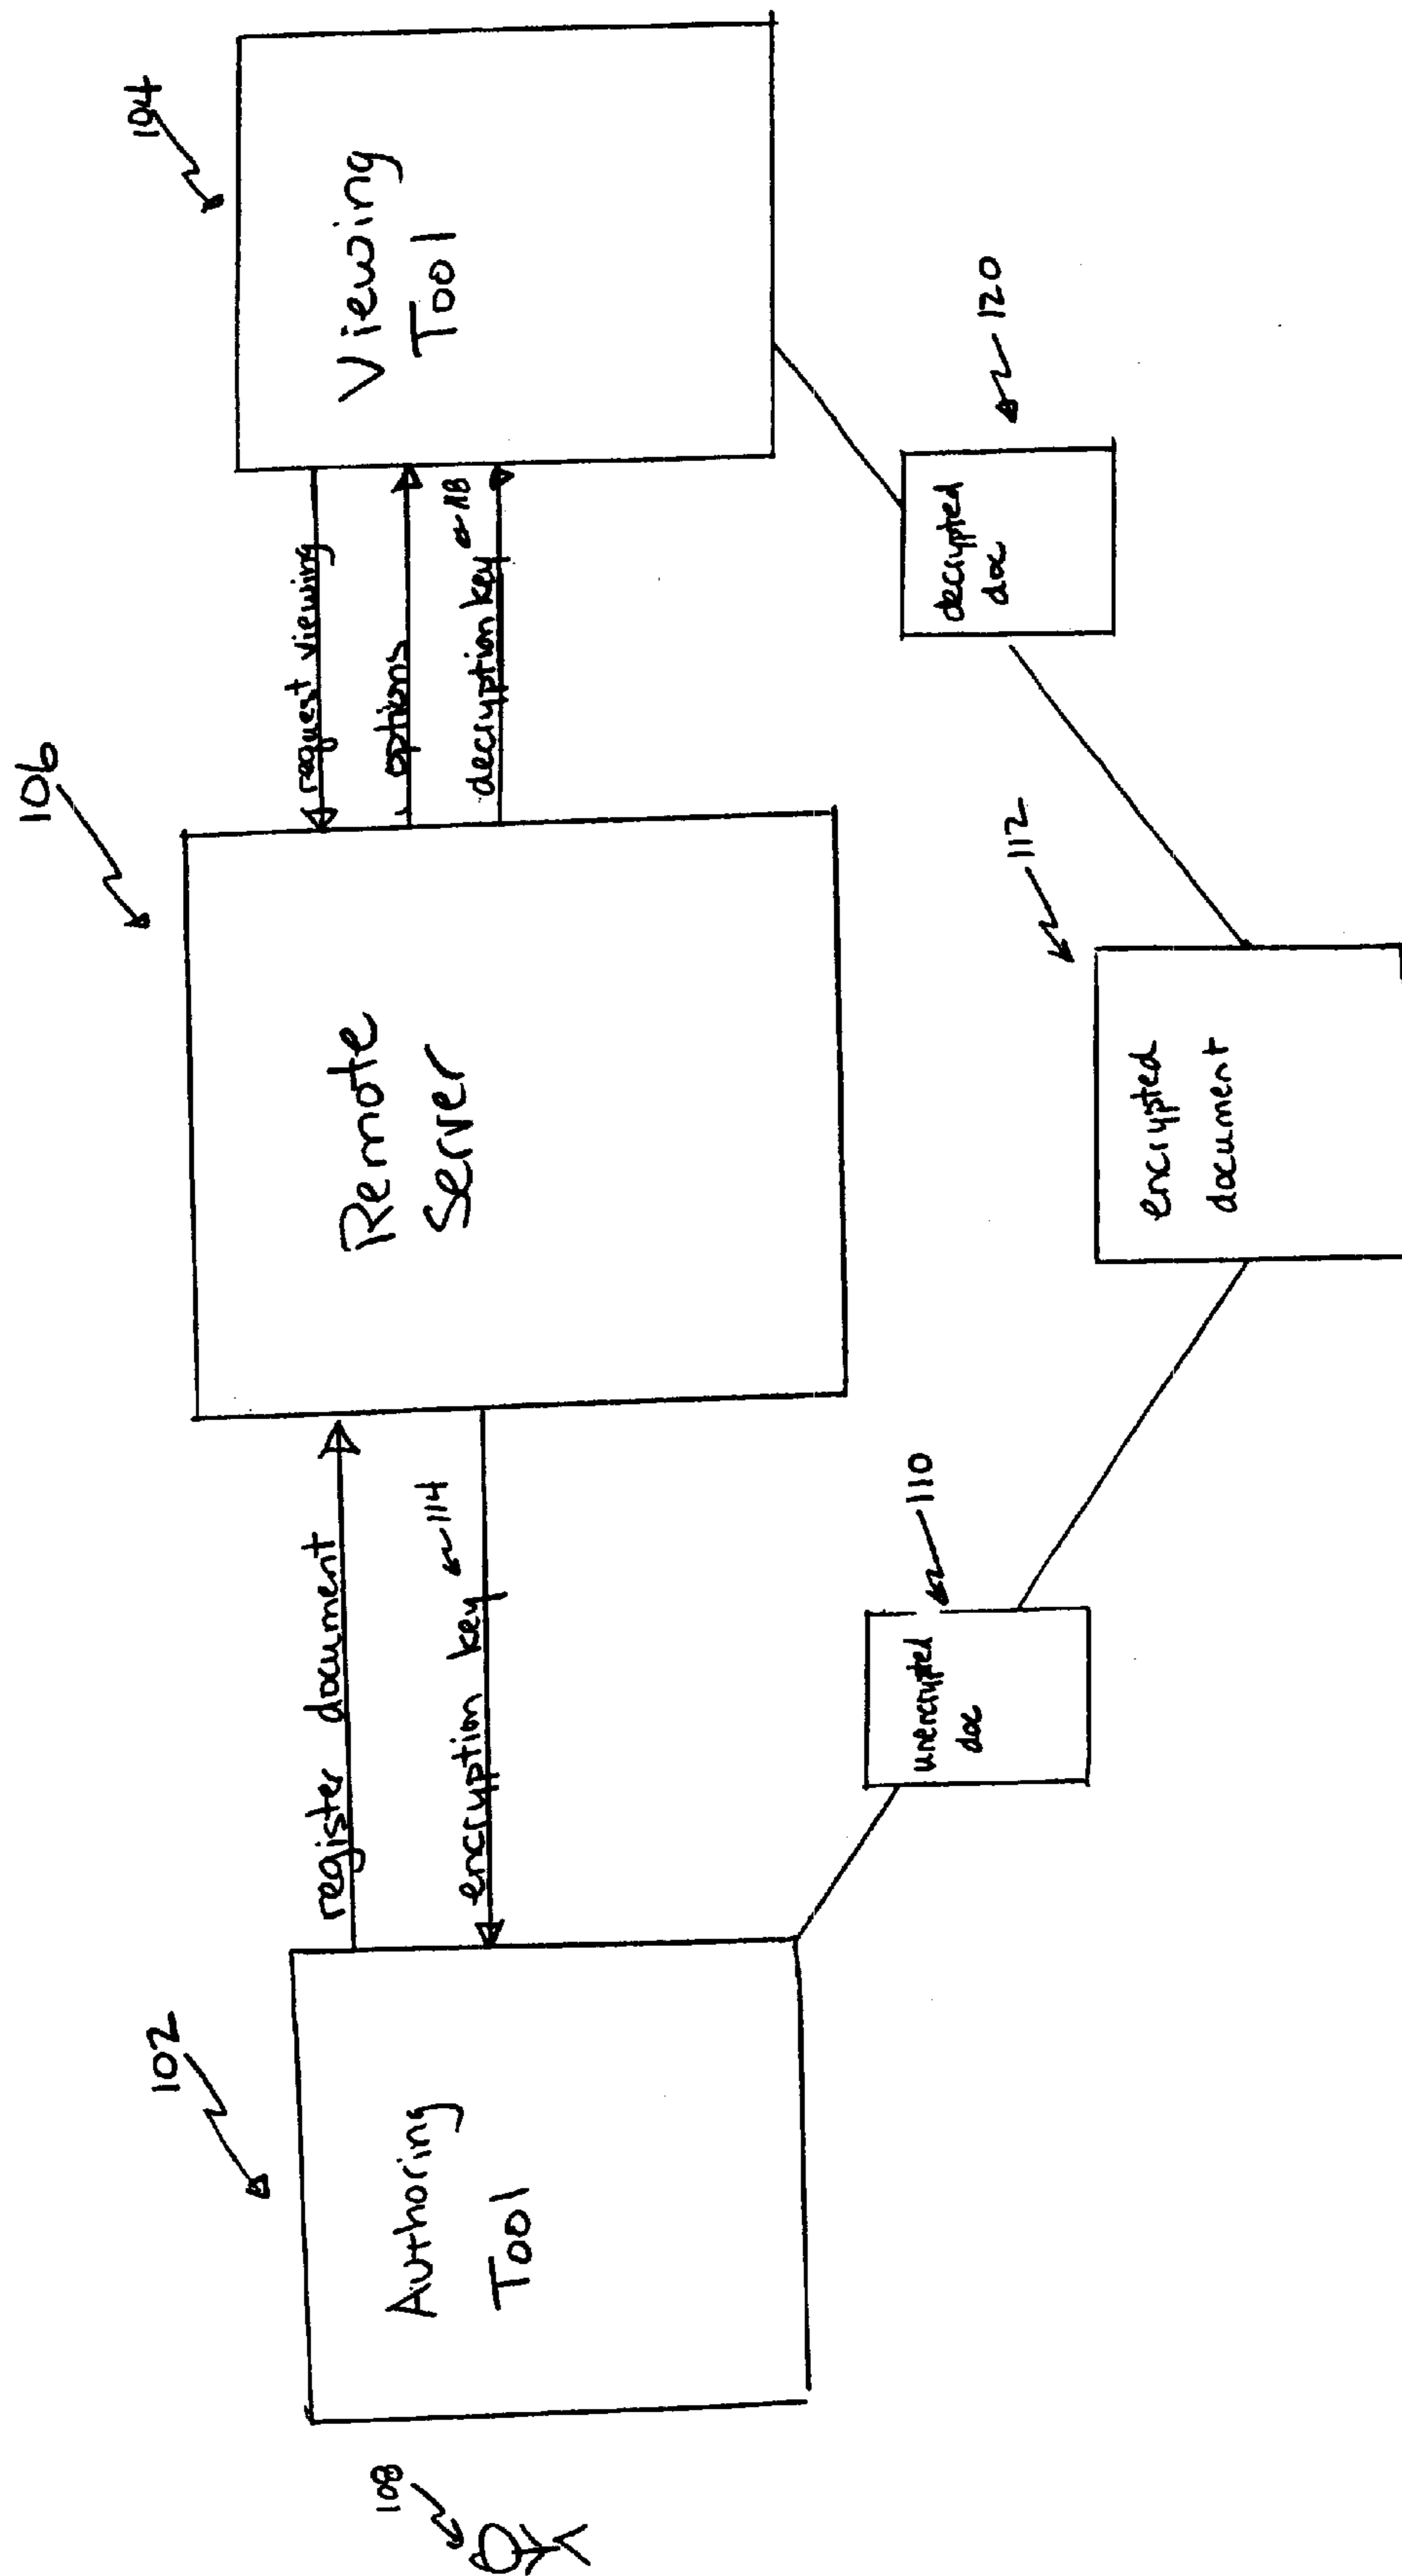 106
104
102
108
Authoring
Tool
register document
encryption key
114
Remote
Server
request viewing
options
decryption key
Viewing
Tool
110
unencrypted
doc
112
encrypted
document
120
decrypted
doc